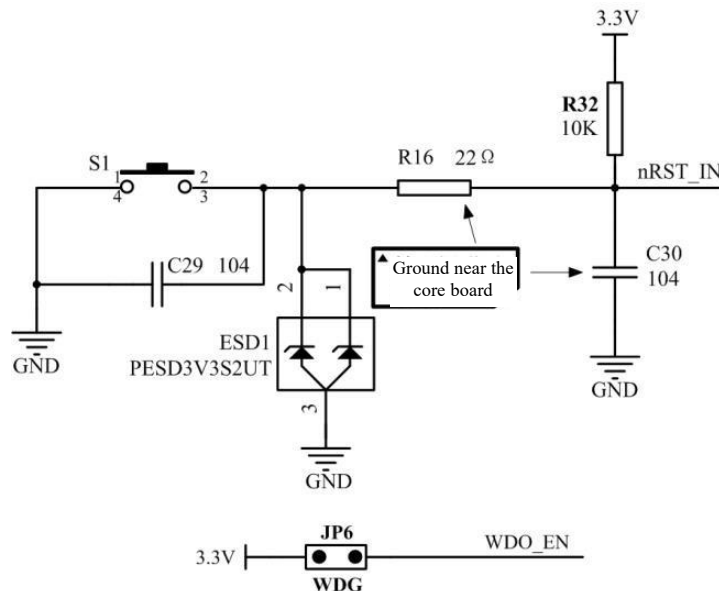 3.3V
R32
10K
S1
1
4
2
3
R16 22Ω
nRST_IN
C29 104
Ground near the
core board
C30
104
2
1
ESD1
PESD3V3S2UT
3
GND
GND
GND
JP6
3.3V
WDO_EN
WDG